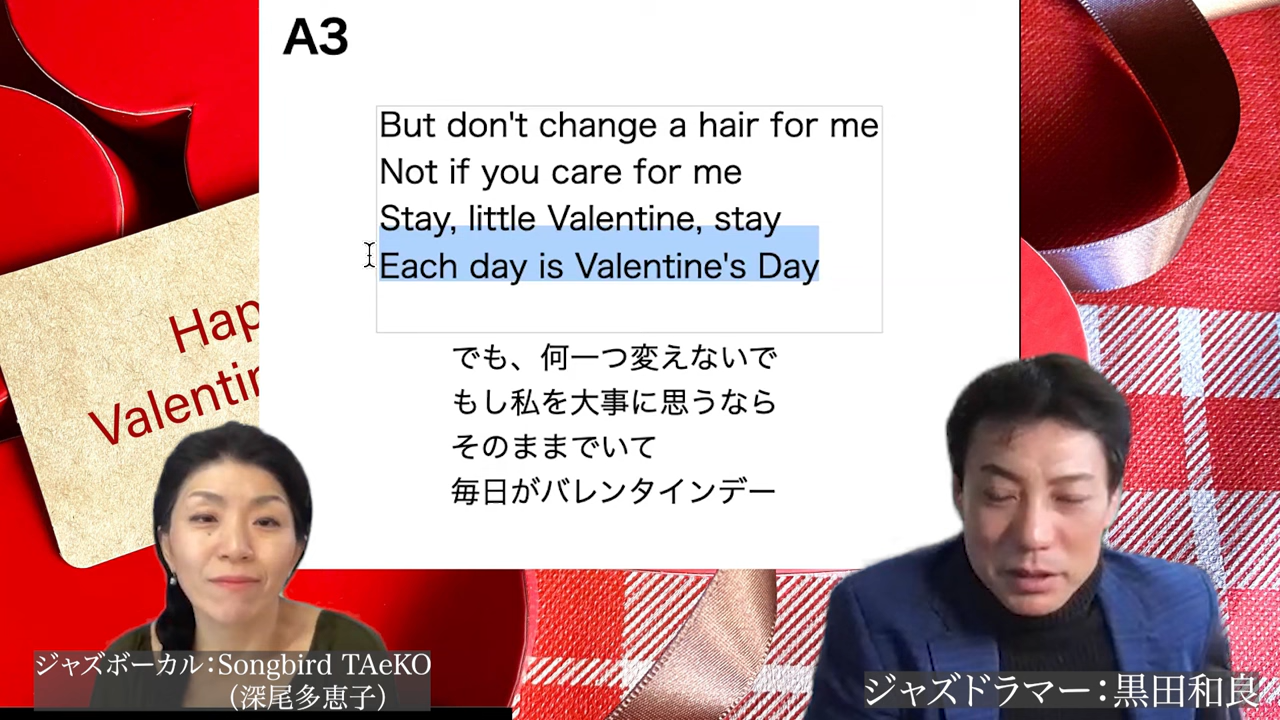 A3
But don't change a hair for me
Not if you care for me
Stay, little Valentine, stay
Each day is Valentine's Day
でも、何一つ変えないで
もし私を大事に思うなら
そのままでいて
毎日がバレンタインデー
Hap
Valentin
ジャズボーカル：Songbird TAeKO
（深尾多恵子）
ジャズドラマー：黒田和良